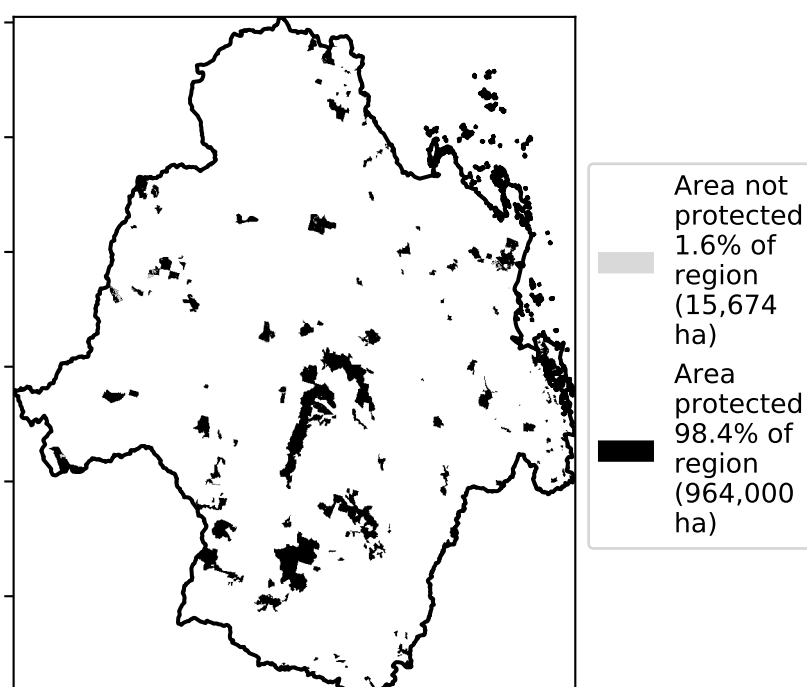 Area not
protected
1.6% of
region
(15,674
ha)
Area
protected
98.4% of
region
(964,000
ha)